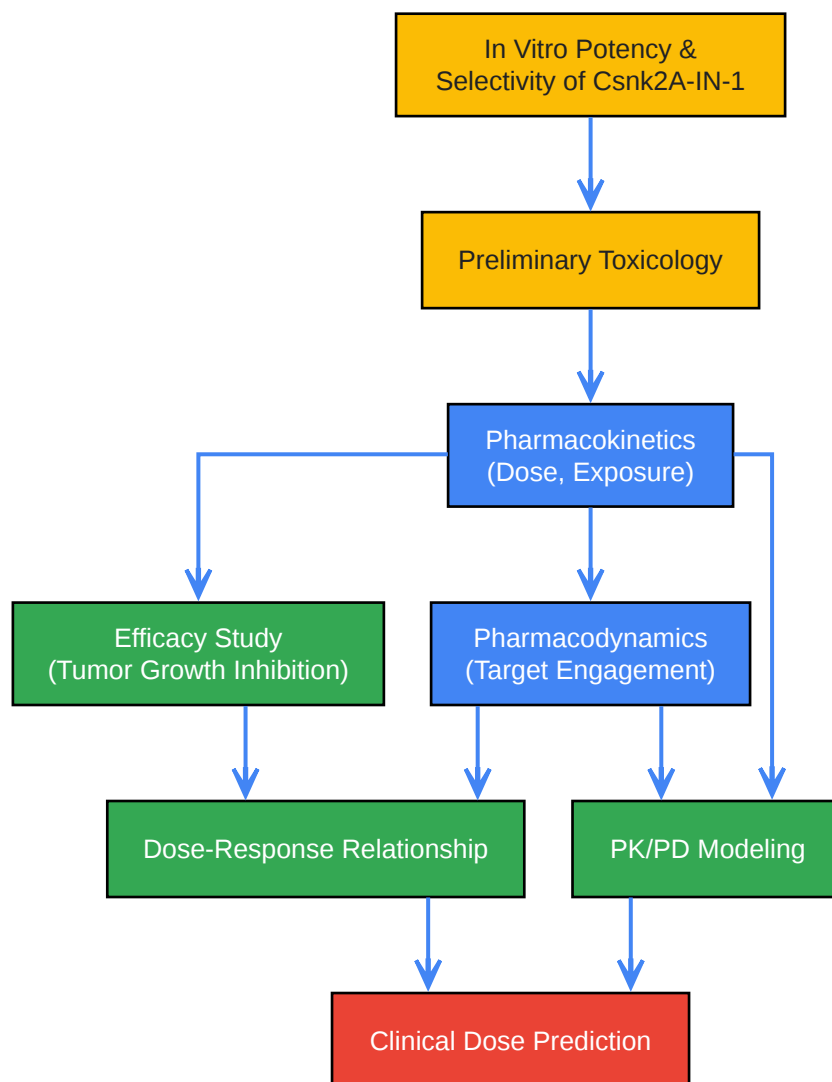 In Vitro Potency &
Selectivity of Csnk2A-IN-1
Preliminary Toxicology
Pharmacokinetics
(Dose, Exposure)
Efficacy Study
(Tumor Growth Inhibition)
Pharmacodynamics
(Target Engagement)
Dose-Response Relationship
PK/PD Modeling
Clinical Dose Prediction